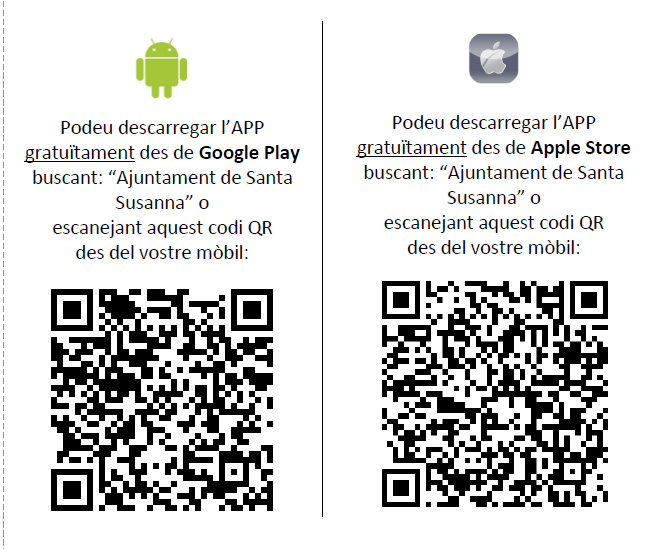 Podeu descarregar l’APP
gratuïtament des de Google Play
buscant: “Ajuntament de Santa
Susanna” o
escanejant aquest codi QR
des del vostre mòbil:
Podeu descarregar l’APP
gratuïtament des de Apple Store
buscant: “Ajuntament de Santa
Susanna” o
escanejant aquest codi QR
des del vostre mòbil: